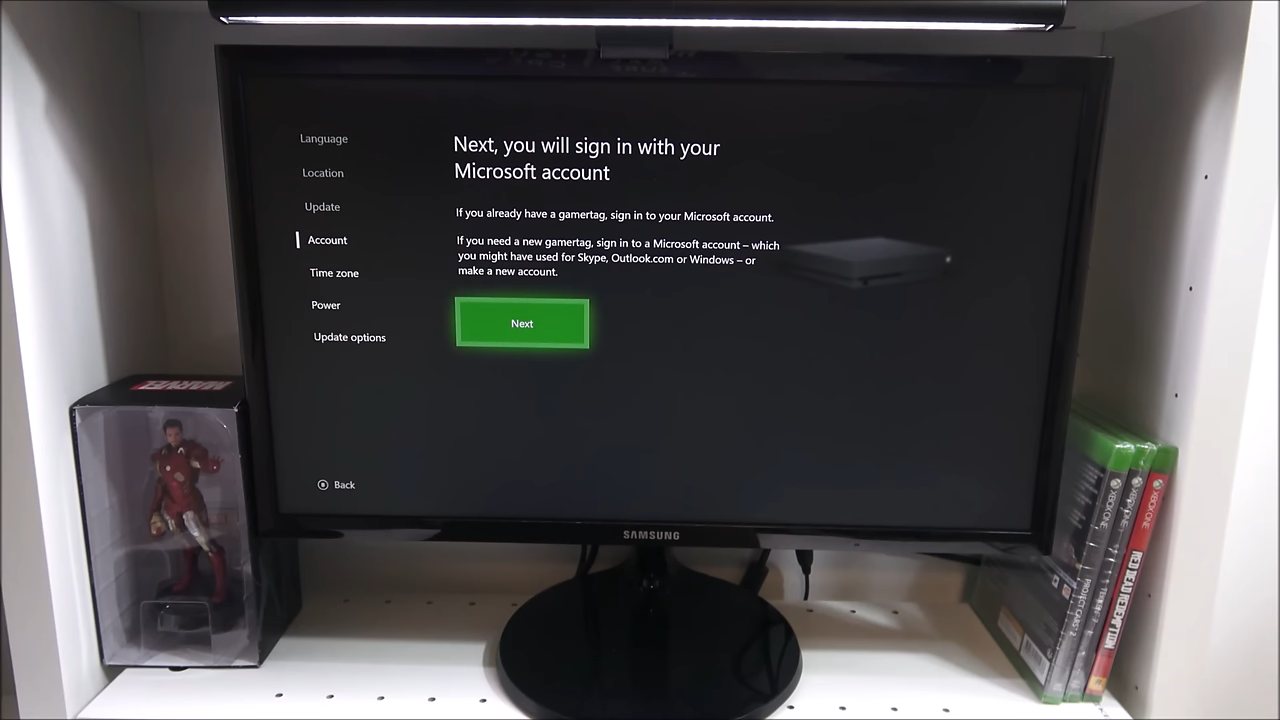 Language
Location
Update
Account
Time zone
Power
Update options
Next, you will sign in with your
Microsoft account
If you already have a gamertag, sign in to your Microsoft account.
If you need a new gamertag, sign in to a Microsoft account – which
you might have used for Skype, Outlook.com or Windows – or
make a new account.
Next
Back
SAMSUNG
MARVEL
XBOX ONE
PROJECT CARS 2
XBOX ONE
XBOX ONE
RED DEAD REDEMPTION